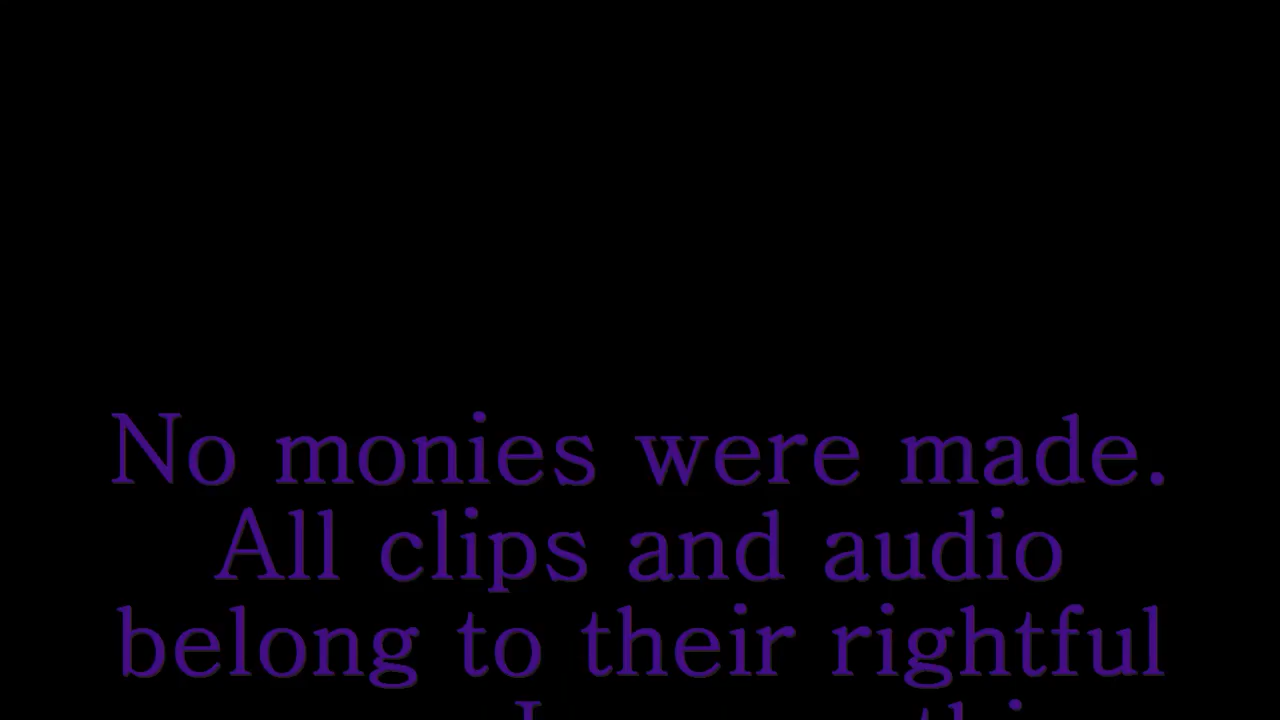 No monies were made.
All clips and audio
belong to their rightful